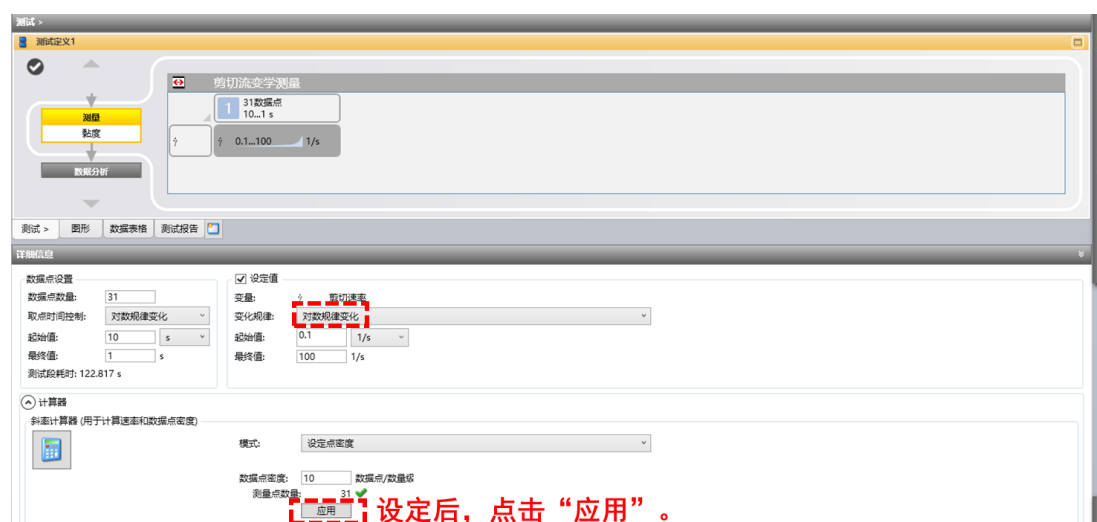 测试 >
测试定义1
剪切流变学测量
1 31数据点
10...1 s
测量
黏度
γ̇ γ̇ 0.1...100 1/s
数据分析
测试 > 图形 数据表格 测试报告
详细信息
数据点设置 设定值
数据点数量: 31 变量: γ̇ 剪切速率
取点时间控制: 对数规律变化 变化规律: 对数规律变化
起始值: 10 s 起始值: 0.1 1/s
最终值: 1 s 最终值: 100 1/s
测试段耗时: 122.817 s
计算器
斜率计算器 (用于计算速率和数据点密度)
模式: 设定点密度
数据点密度: 10 数据点/数量级
测量点数量: 31
应用 设定后，点击“应用”。